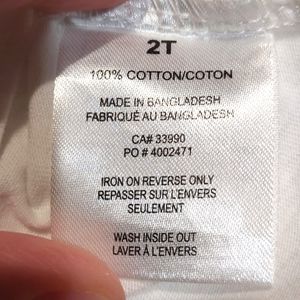 2T
100% COTTON/COTON
MADE IN BANGLADESH
FABRIQUÉ AU BANGLADESH
CA# 33990
PO # 4002471
IRON ON REVERSE ONLY
REPASSER SUR L'ENVERS
SEULEMENT
WASH INSIDE OUT
LAVER À L'ENVERS